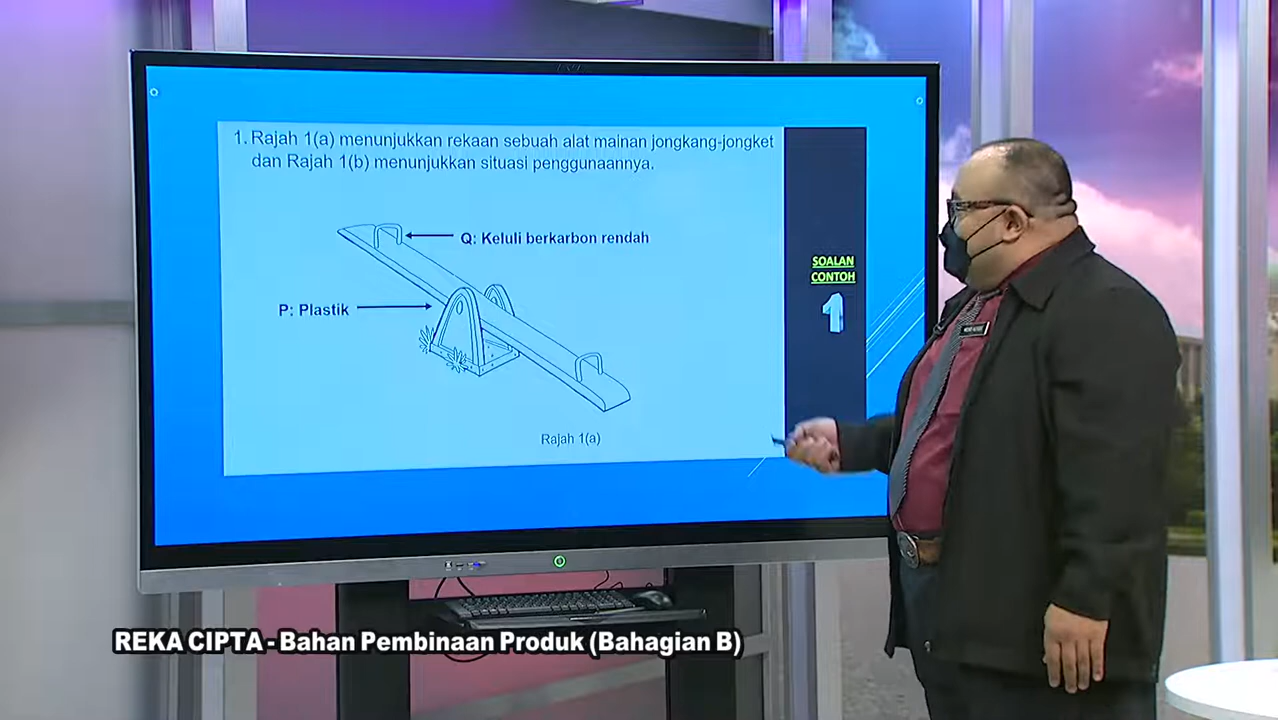 1. Rajah 1(a) menunjukkan rekaan sebuah alat mainan jongkang-jongket
dan Rajah 1(b) menunjukkan situasi penggunaannya.
Q: Keluli berkarbon rendah
P: Plastik
Rajah 1(a)
SOALAN
CONTOH
1
REKA CIPTA - Bahan Pembinaan Produk (Bahagian B)